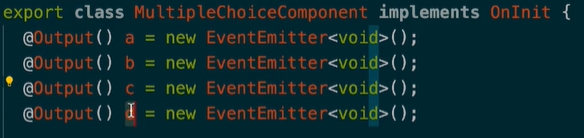 export class MultipleChoiceComponent implements OnInit {
@Output() a = new EventEmitter<void>();
@Output() b = new EventEmitter<void>();
@Output() c = new EventEmitter<void>();
@Output() d = new EventEmitter<void>();